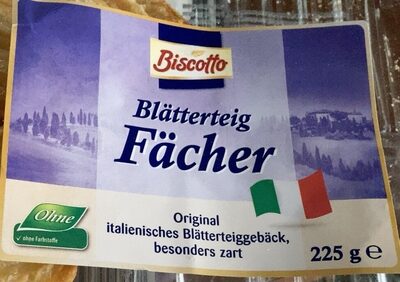 Biscotto
Blätterteig
Fächer
Ohne
✓ ohne Farbstoffe
Original
italienisches Blätterteiggebäck,
besonders zart
225 g ℮